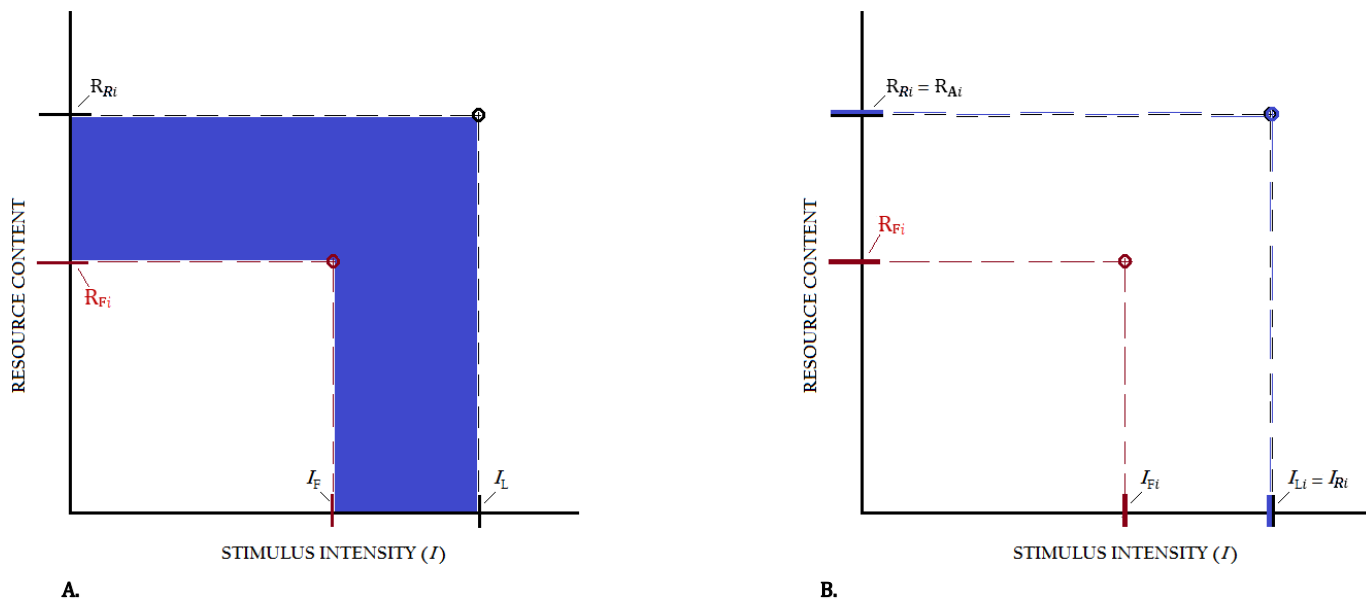 R_Ri
R_Fi
RESOURCE CONTENT
I_F
I_L
STIMULUS INTENSITY (I)
A.
R_Ri = R_Ai
R_Fi
RESOURCE CONTENT
I_Fi
I_Li = I_Ri
STIMULUS INTENSITY (I)
B.